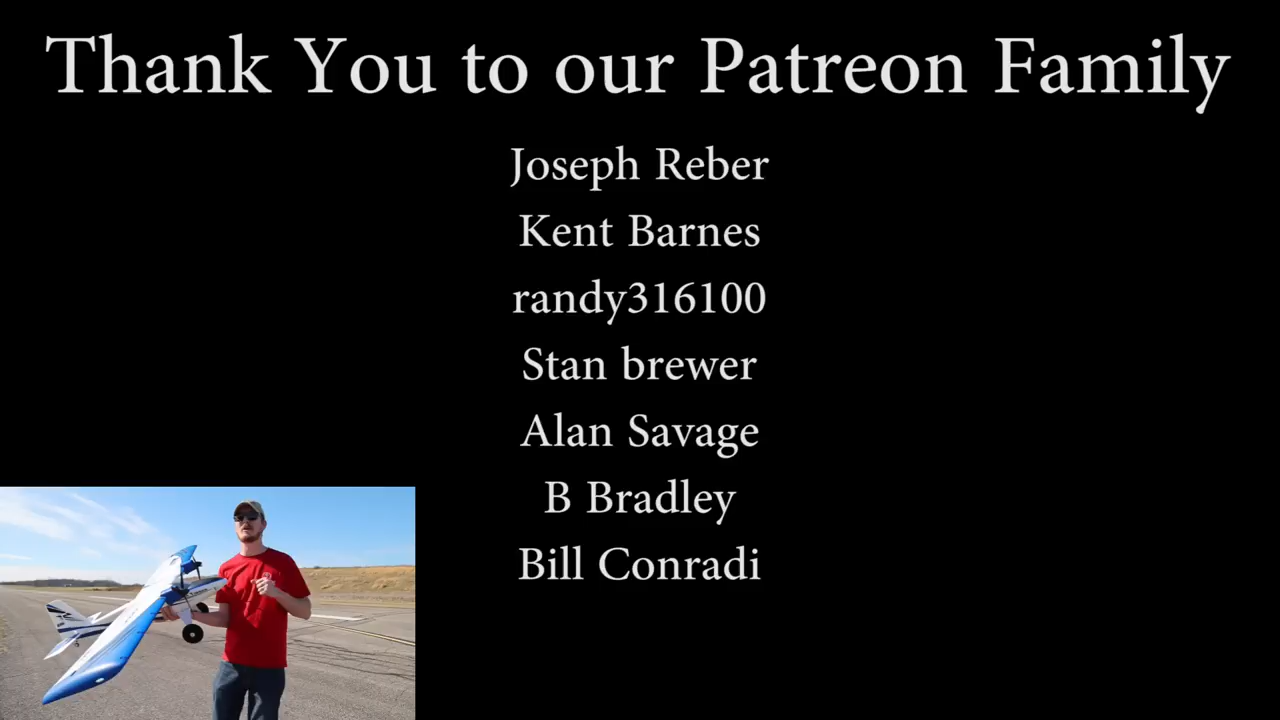 Thank You to our Patreon Family
Joseph Reber
Kent Barnes
randy316100
Stan brewer
Alan Savage
B Bradley
Bill Conradi